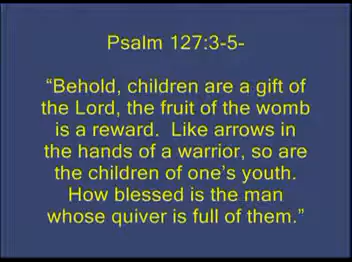 Psalm 127:3-5-
“Behold, children are a gift of
the Lord, the fruit of the womb
is a reward.  Like arrows in
the hands of a warrior, so are
the children of one’s youth.
How blessed is the man
whose quiver is full of them.”